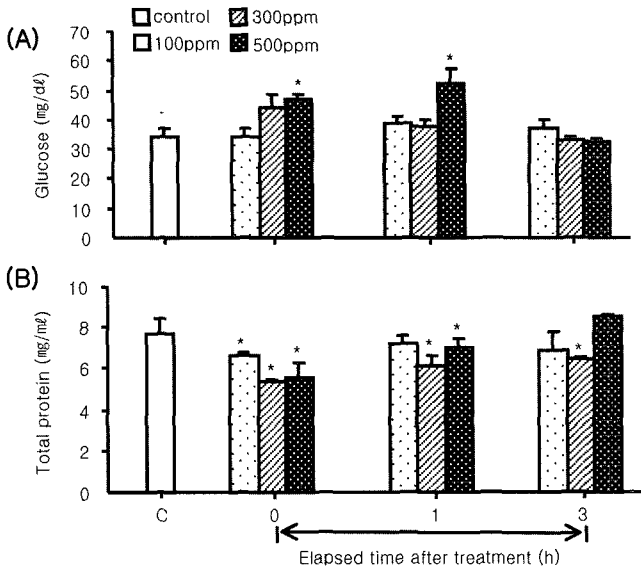 control 300ppm
100ppm 500ppm
(A)
Glucose (mg/dℓ)
70
60
50
40
30
20
10
0
*
*
(B)
Total protein (mg/mℓ)
10
8
6
4
2
0
* * *
* *
*
C 0 1 3
Elapsed time after treatment (h)